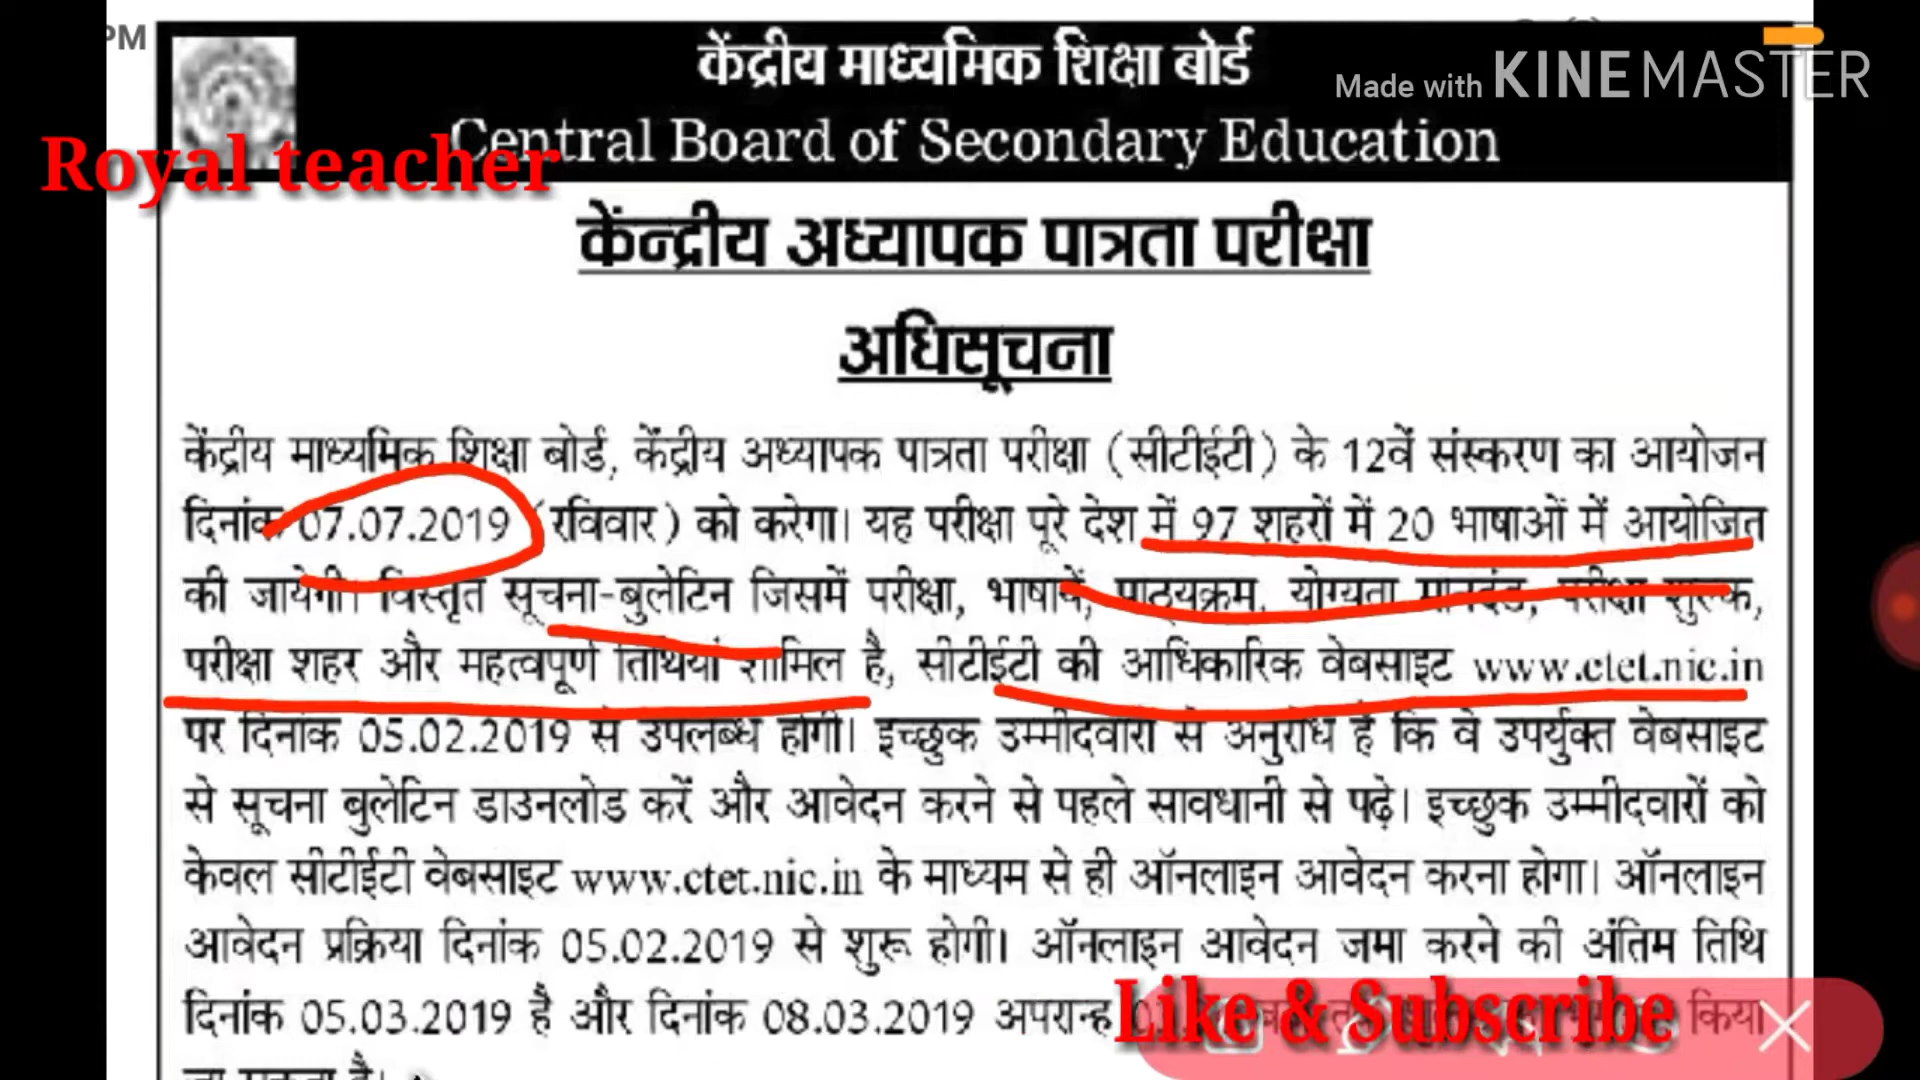 PM
केंद्रीय माध्यमिक शिक्षा बोर्ड
Made with KINEMASTER
Central Board of Secondary Education
Royal teacher
केन्द्रीय अध्यापक पात्रता परीक्षा
अधिसूचना
केंद्रीय माध्यमिक शिक्षा बोर्ड, केंद्रीय अध्यापक पात्रता परीक्षा (सीटीईटी) के 12वें संस्करण का आयोजन
दिनांक 07.07.2019 (रविवार) को करेगा। यह परीक्षा पूरे देश में 97 शहरों में 20 भाषाओं में आयोजित
की जायेगी। विस्तृत सूचना-बुलेटिन जिसमें परीक्षा, भाषायें, पाठ्यक्रम, योग्यता मानदंड, परीक्षा शुल्क,
परीक्षा शहर और महत्वपूर्ण तिथियां शामिल है, सीटीईटी की आधिकारिक वेबसाइट www.ctet.nic.in
पर दिनांक 05.02.2019 से उपलब्ध होगी। इच्छुक उम्मीदवारों से अनुरोध है कि वे उपर्युक्त वेबसाइट
से सूचना बुलेटिन डाउनलोड करें और आवेदन करने से पहले सावधानी से पढ़े। इच्छुक उम्मीदवारों को
केवल सीटीईटी वेबसाइट www.ctet.nic.in के माध्यम से ही ऑनलाइन आवेदन करना होगा। ऑनलाइन
आवेदन प्रक्रिया दिनांक 05.02.2019 से शुरू होगी। ऑनलाइन आवेदन जमा करने की अंतिम तिथि
दिनांक 05.03.2019 है और दिनांक 08.03.2019 अपरान्ह किया
Like & Subscribe